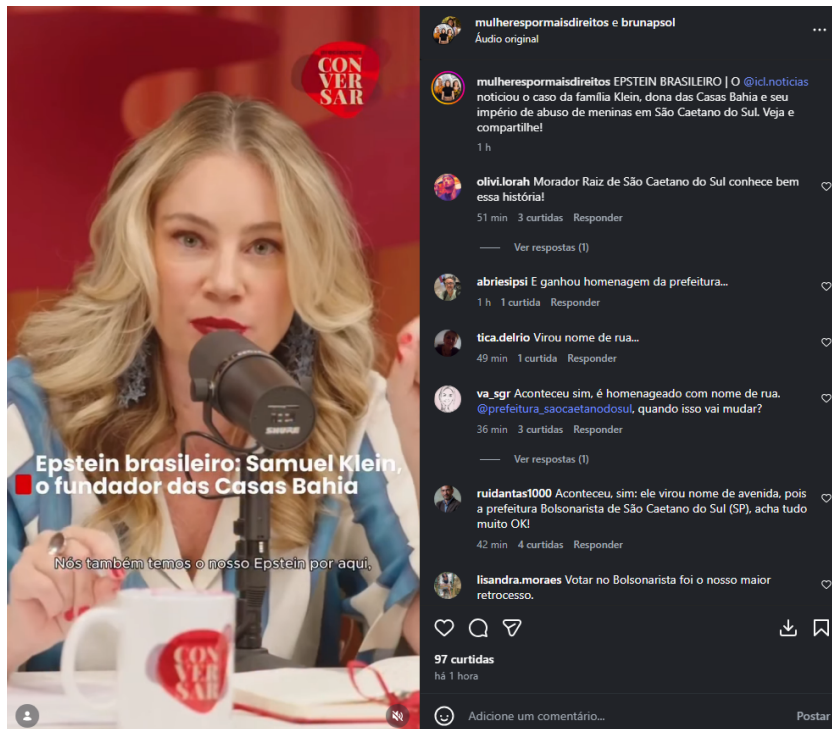 CON
VER
SAR
Epstein brasileiro: Samuel Klein,
o fundador das Casas Bahia
Nós também temos o nosso Epstein por aqui,
CON
VER
SAR
SHURE
mulherespormaisdireitos e brunapsol
Áudio original
mulherespormaisdireitos EPSTEIN BRASILEIRO | O @icl.noticias
noticiou o caso da família Klein, dona das Casas Bahia e seu
império de abuso de meninas em São Caetano do Sul. Veja e
compartilhe!
1 h
olivi.lorah Morador Raiz de São Caetano do Sul conhece bem
essa história!
51 min 3 curtidas Responder
Ver respostas (1)
abriesipsi E ganhou homenagem da prefeitura...
1 h 1 curtida Responder
tica.delrio Virou nome de rua...
49 min 1 curtida Responder
va_sgr Aconteceu sim, é homenageado com nome de rua.
@prefeitura_saocaetanodosul, quando isso vai mudar?
36 min 3 curtidas Responder
Ver respostas (1)
ruidantas1000 Aconteceu, sim: ele virou nome de avenida, pois
a prefeitura Bolsonarista de São Caetano do Sul (SP), acha tudo
muito OK!
42 min 4 curtidas Responder
lisandra.moraes Votar no Bolsonarista foi o nosso maior
retrocesso.
97 curtidas
há 1 hora
Adicione um comentário...
Postar